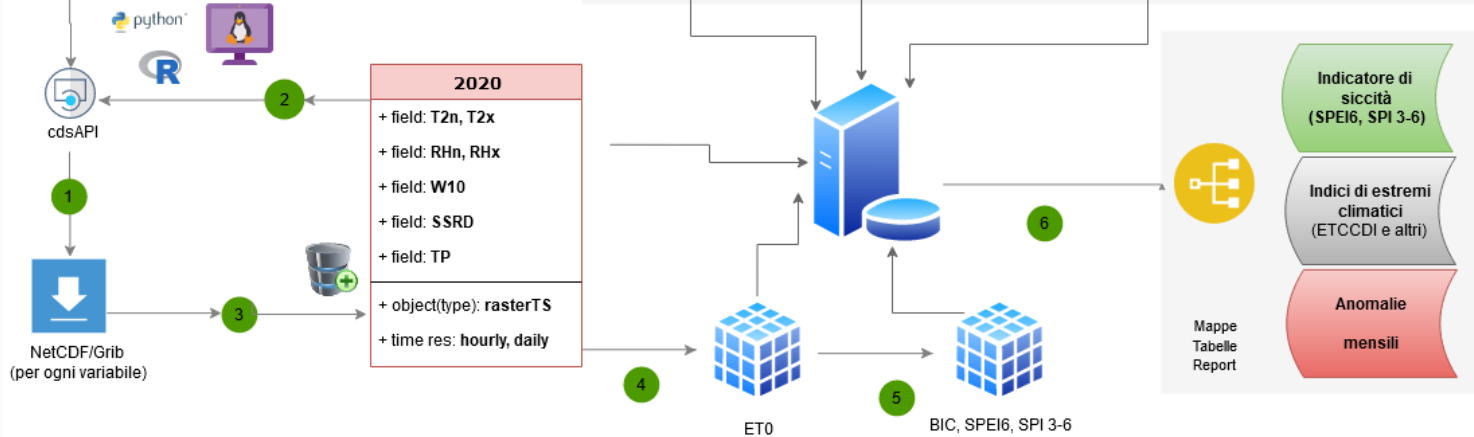 python
R
cdsAPI
2
1
NetCDF/Grib
(per ogni variabile)
3
2020
+ field: T2n, T2x
+ field: RHn, RHx
+ field: W10
+ field: SSRD
+ field: TP
+ object(type): rasterTS
+ time res: hourly, daily
4
ET0
5
BIC, SPEI6, SPI 3-6
6
Mappe
Tabelle
Report
Indicatore di
siccità
(SPEI6, SPI 3-6)
Indici di estremi
climatici
(ETCCDI e altri)
Anomalie
mensili